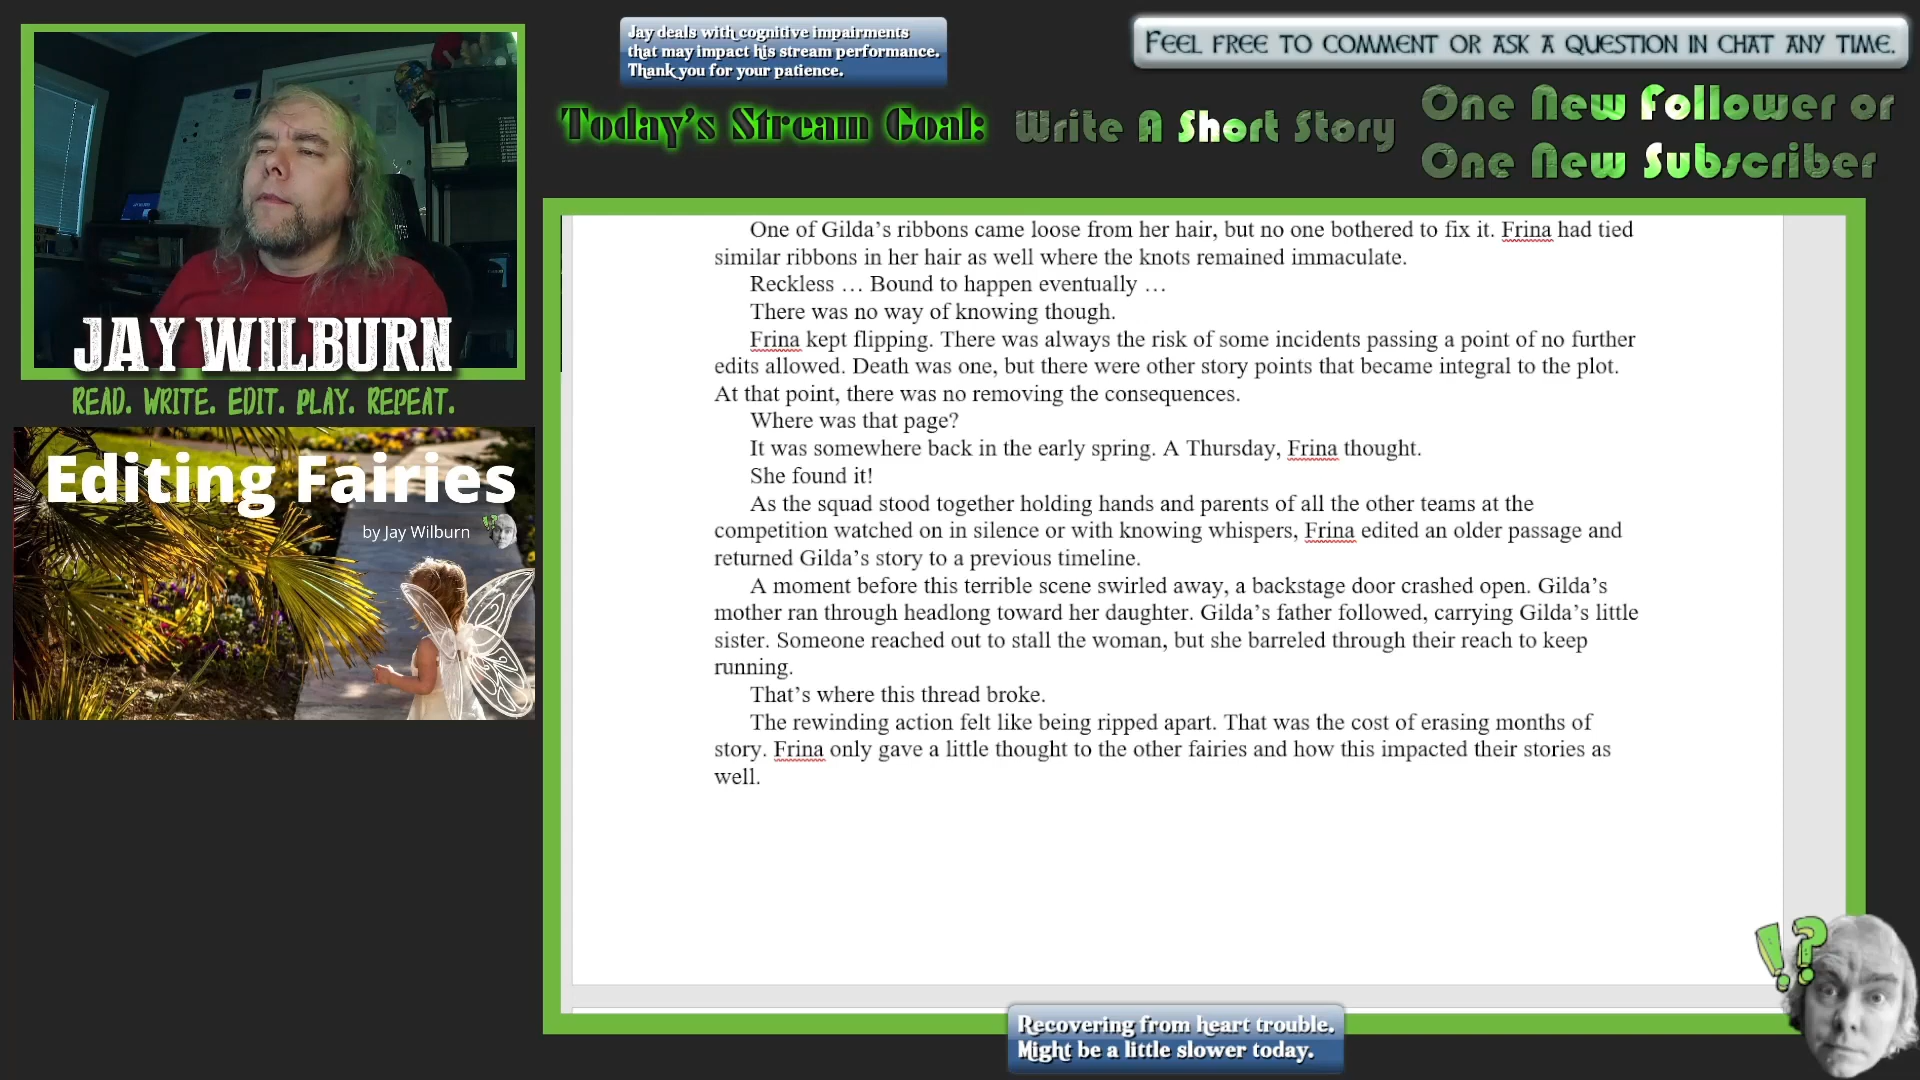 Jay deals with cognitive impairments
that may impact his stream performance.
Thank you for your patience.
FEEL FREE TO COMMENT OR ASK A QUESTION IN CHAT ANY TIME.
Today's Stream Goal:
Write A Short Story
One New Follower or
One New Subscriber
JAY WILBURN
READ. WRITE. EDIT. PLAY. REPEAT.
Editing Fairies
by Jay Wilburn
One of Gilda’s ribbons came loose from her hair, but no one bothered to fix it. Frina had tied
similar ribbons in her hair as well where the knots remained immaculate.
Reckless … Bound to happen eventually …
There was no way of knowing though.
Frina kept flipping. There was always the risk of some incidents passing a point of no further
edits allowed. Death was one, but there were other story points that became integral to the plot.
At that point, there was no removing the consequences.
Where was that page?
It was somewhere back in the early spring. A Thursday, Frina thought.
She found it!
As the squad stood together holding hands and parents of all the other teams at the
competition watched on in silence or with knowing whispers, Frina edited an older passage and
returned Gilda’s story to a previous timeline.
A moment before this terrible scene swirled away, a backstage door crashed open. Gilda’s
mother ran through headlong toward her daughter. Gilda’s father followed, carrying Gilda’s little
sister. Someone reached out to stall the woman, but she barreled through their reach to keep
running.
That’s where this thread broke.
The rewinding action felt like being ripped apart. That was the cost of erasing months of
story. Frina only gave a little thought to the other fairies and how this impacted their stories as
well.
!?
Recovering from heart trouble.
Might be a little slower today.